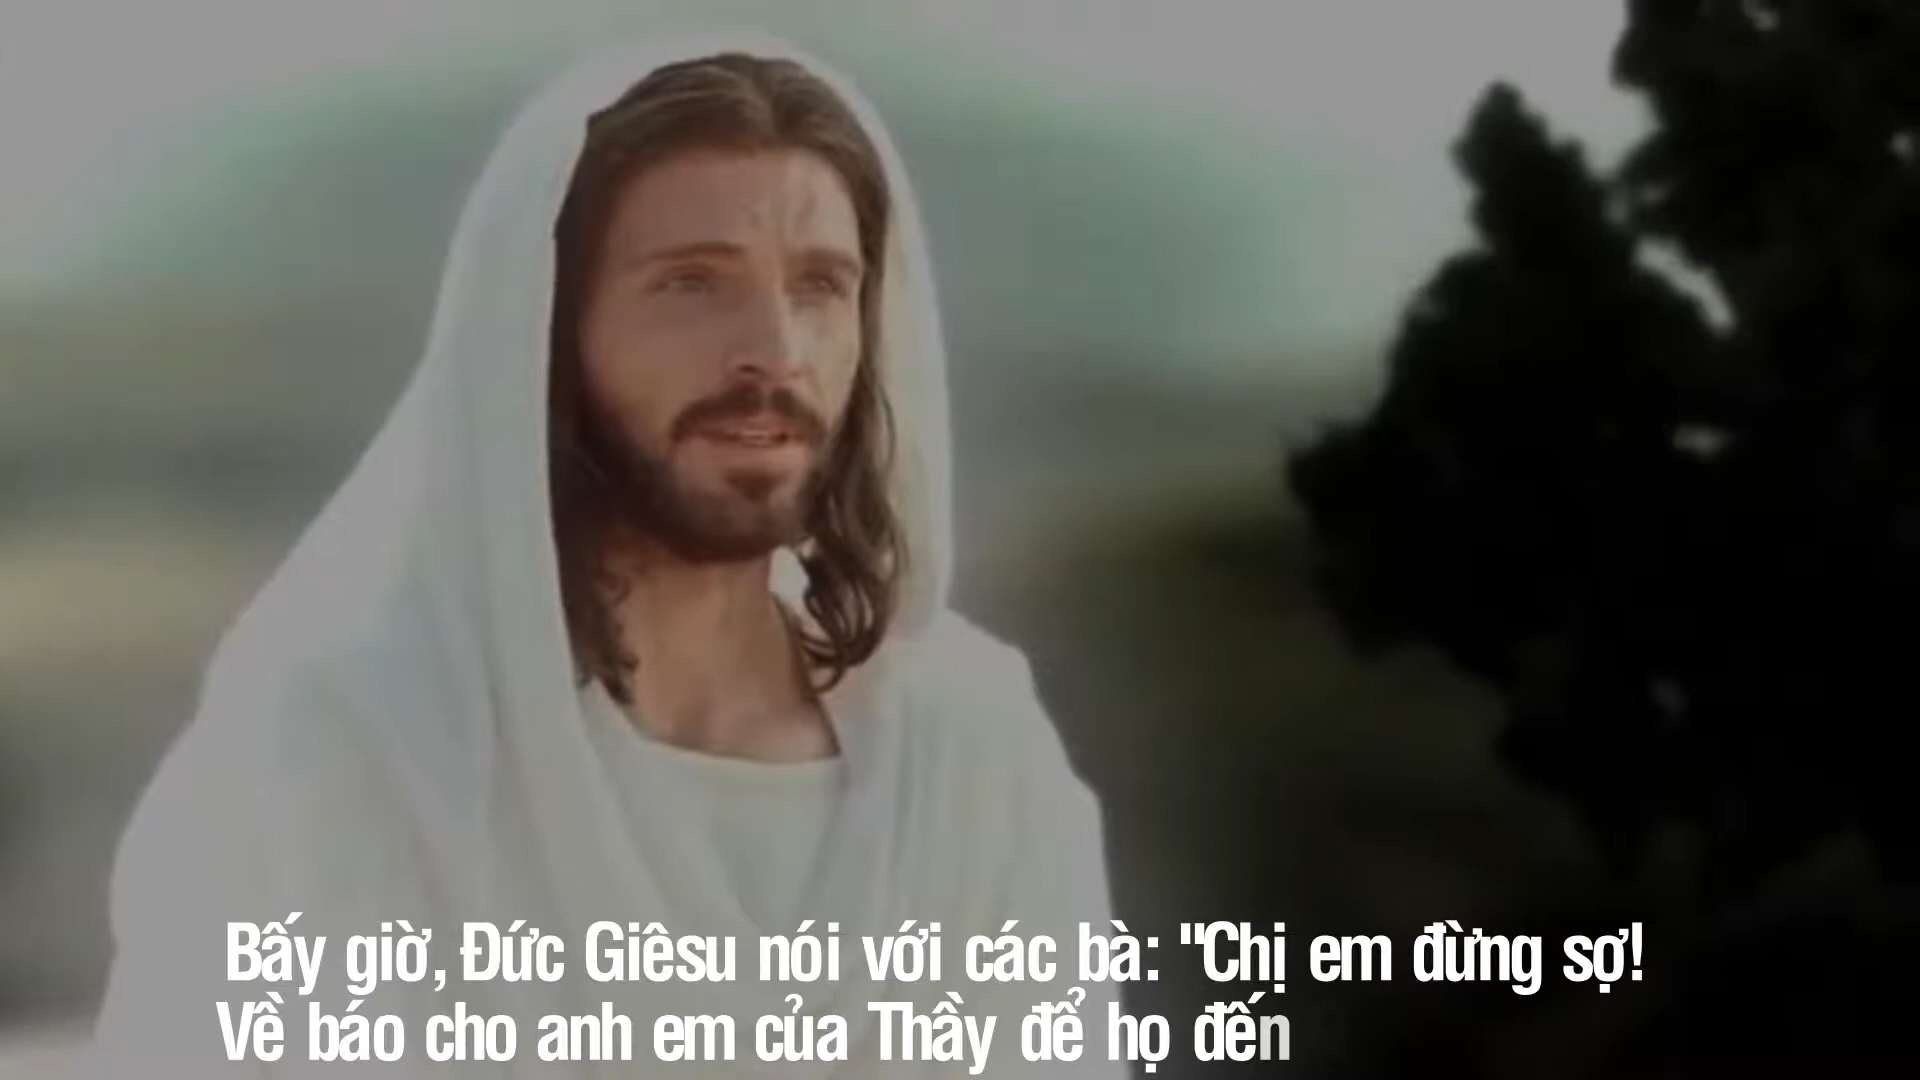 Bấy giờ, Đức Giêsu nói với các bà: "Chị em đừng sợ!
Về báo cho anh em của Thầy để họ đến